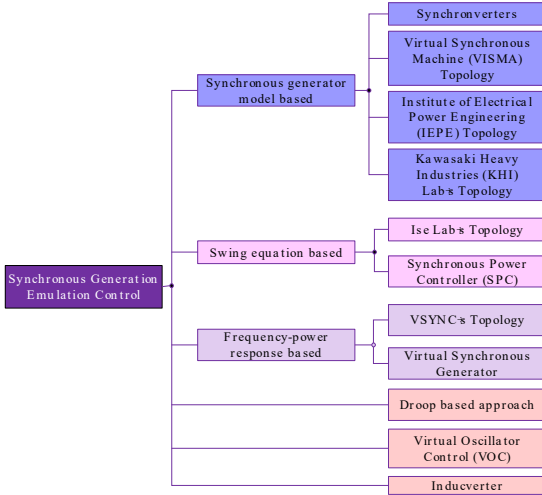 Synchronverters
Virtual Synchronous
Machine (VISMA)
Topology
Synchronous generator
model based
Institute of Electrical
Power Engineering
(IEPE) Topology
Kawasaki Heavy
Industries (KHI)
Lab's Topology
Ise Lab's Topology
Swing equation based
Synchronous Power
Controller (SPC)
Synchronous Generation
Emulation Control
VSYNC's Topology
Frequency-power
response based
Virtual Synchronous
Generator
Droop based approach
Virtual Oscillator
Control (VOC)
Inducverter